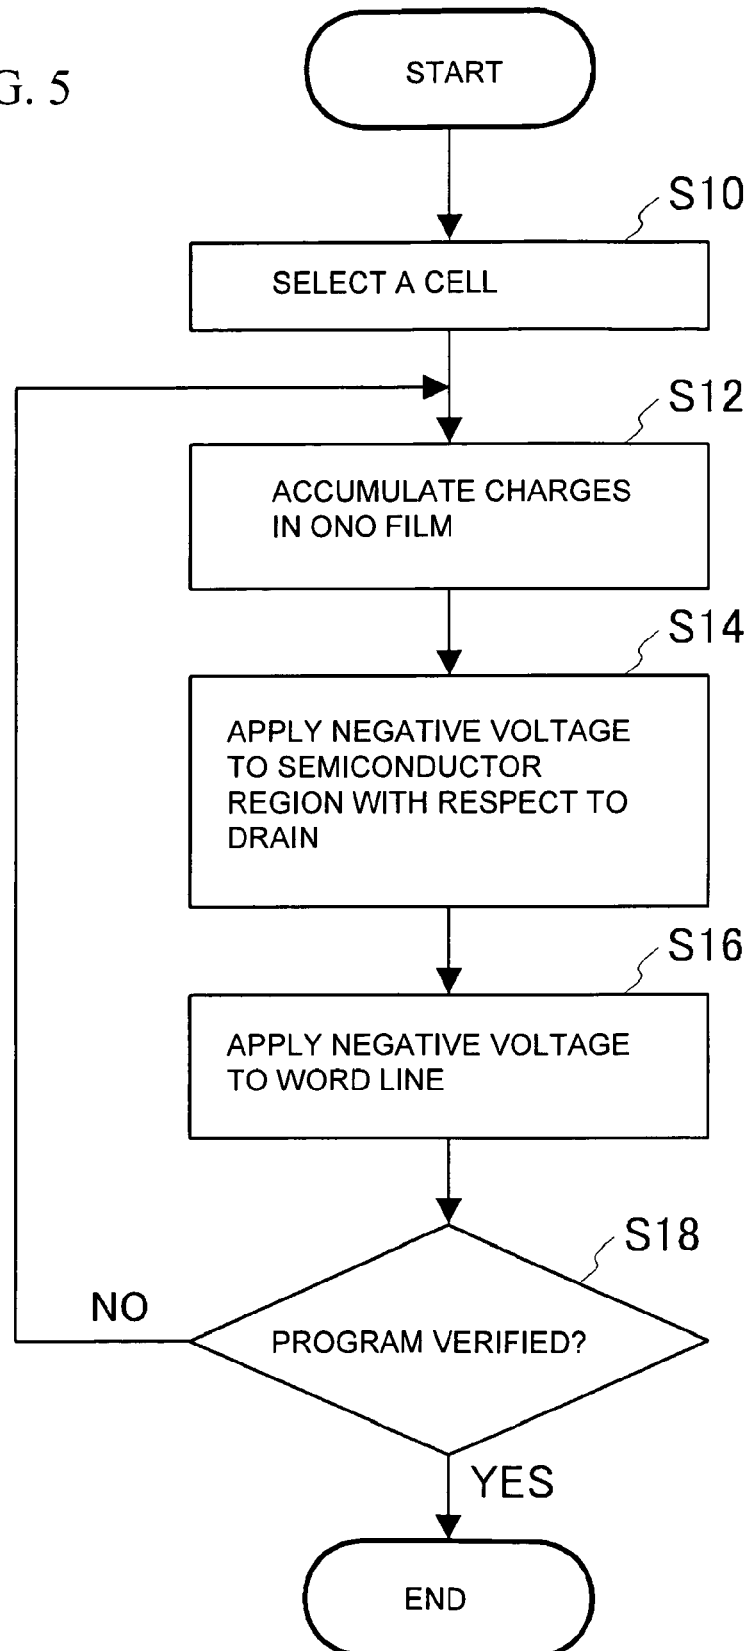 G. 5
START
S10
SELECT A CELL
S12
ACCUMULATE CHARGES
IN ONO FILM
S14
APPLY NEGATIVE VOLTAGE
TO SEMICONDUCTOR
REGION WITH RESPECT TO
DRAIN
S16
APPLY NEGATIVE VOLTAGE
TO WORD LINE
S18
NO
PROGRAM VERIFIED?
YES
END